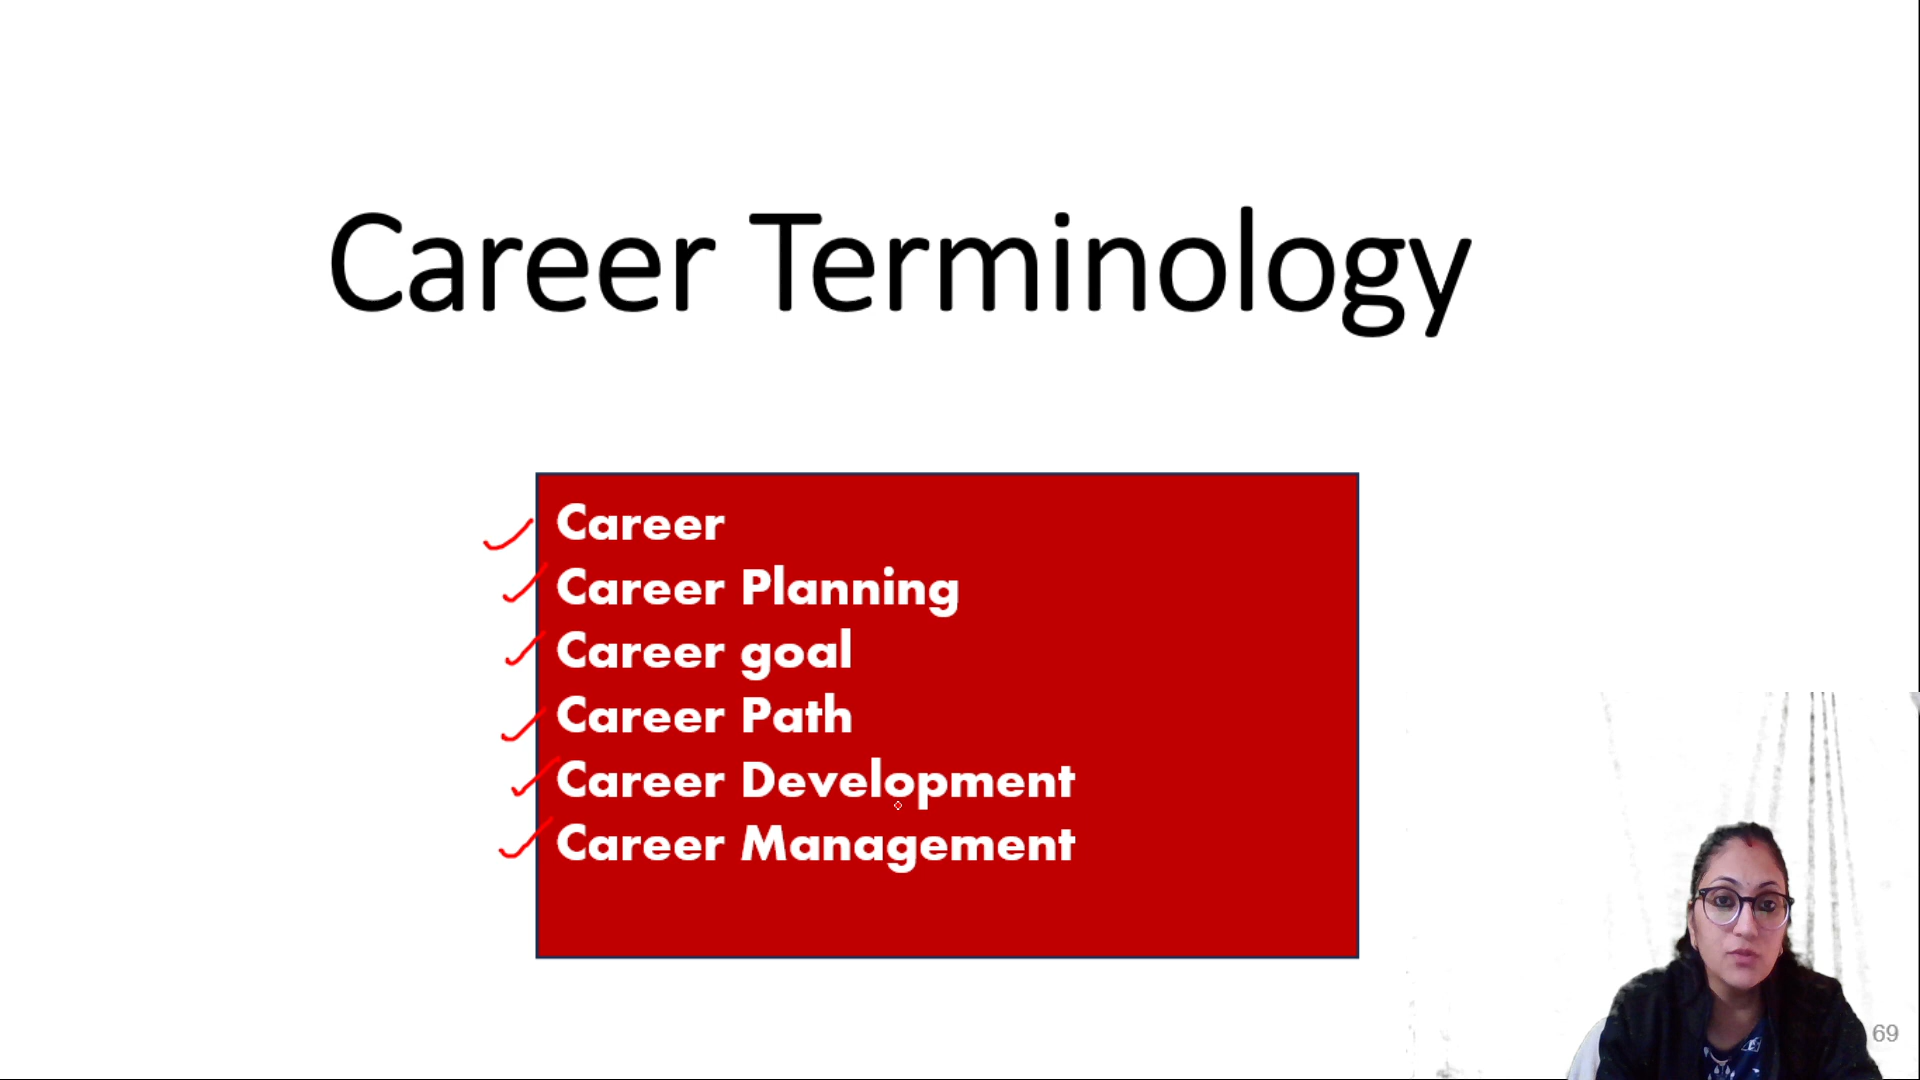 Career Terminology
Career
Career Planning
Career goal
Career Path
Career Development
Career Management
69